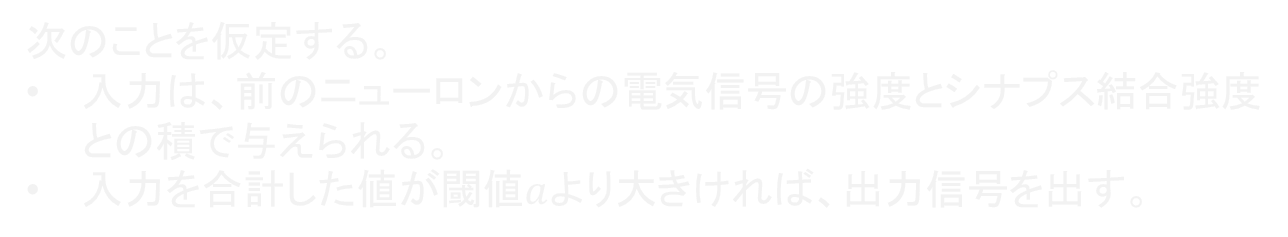 次のことを仮定する。
• 入力は、前のニューロンからの電気信号の強度とシナプス結合強度
との積で与えられる。
• 入力を合計した値が閾値aより大きければ、出力信号を出す。